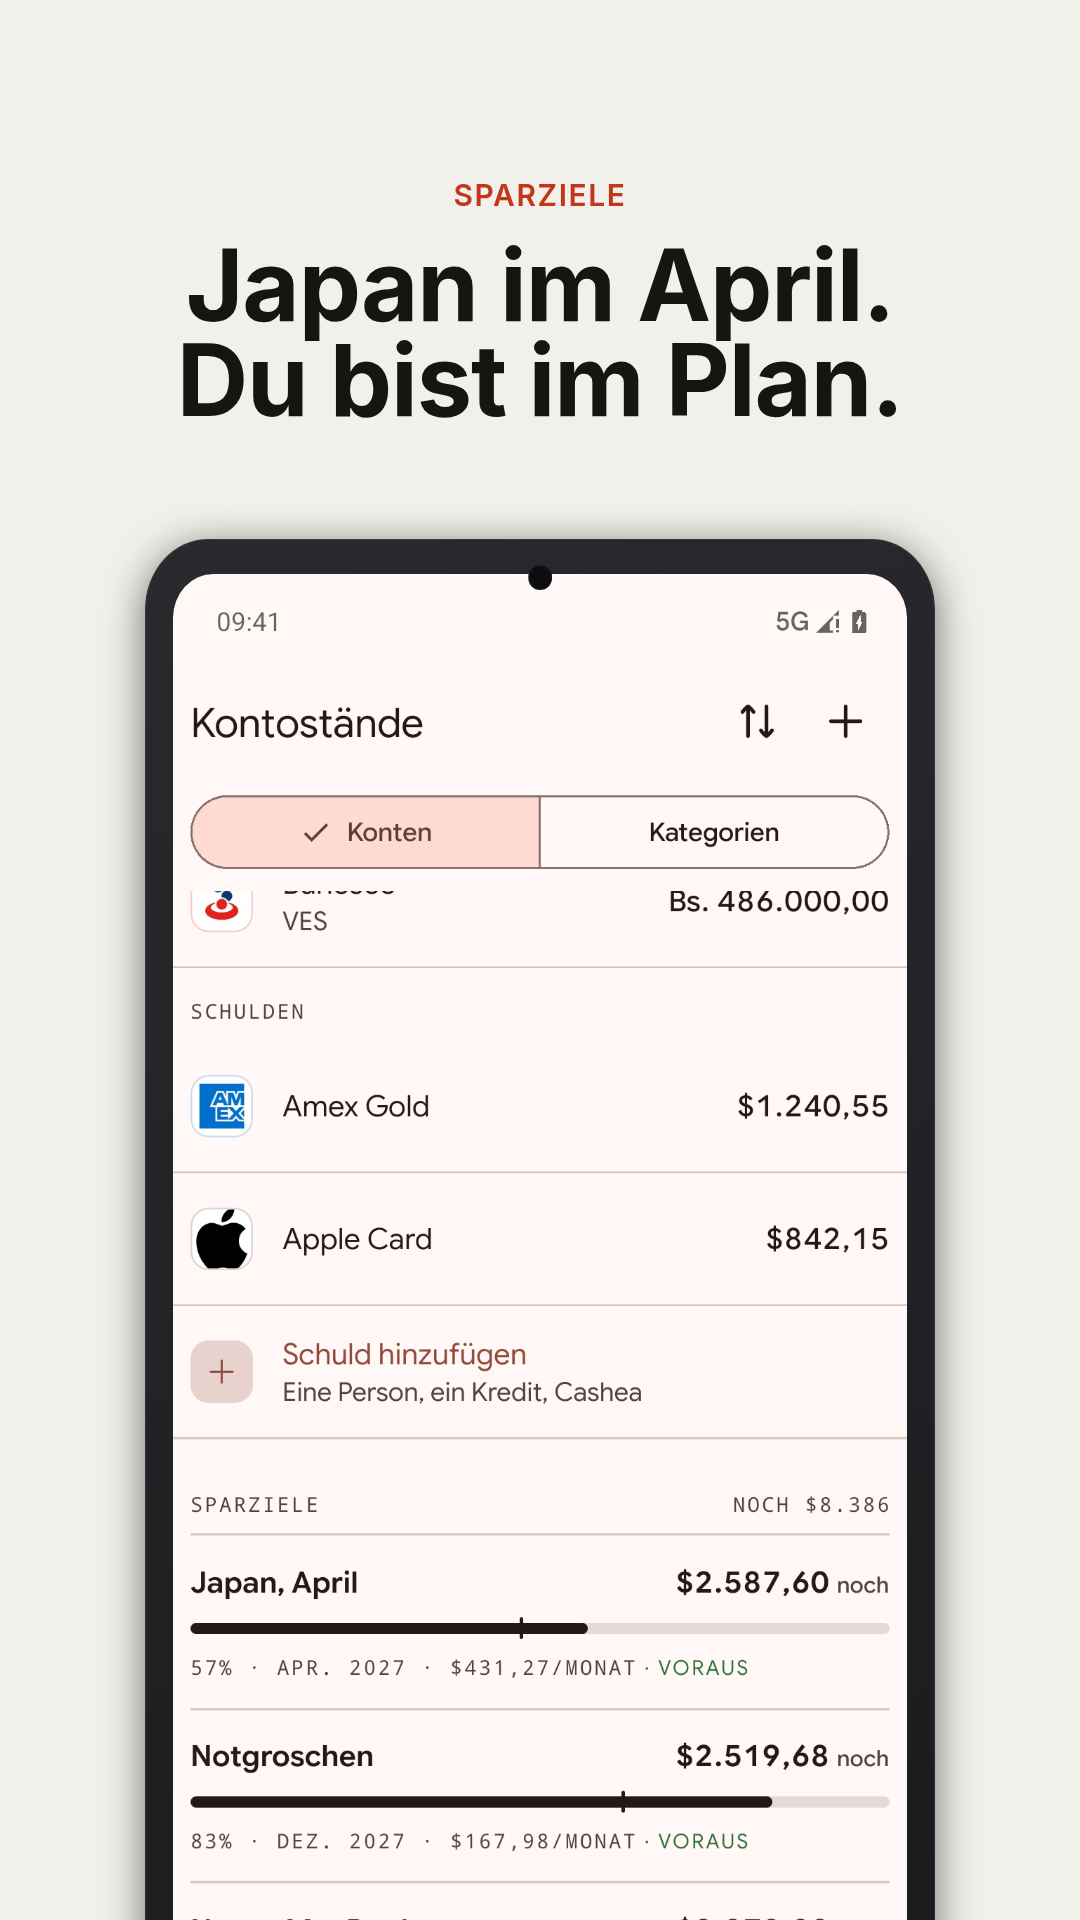 SPARZIELE
Japan im April.
Du bist im Plan.
09:41
5G
Kontostände
Konten
Kategorien
Bs. 486.000,00
VES
SCHULDEN
AM
EX
Amex Gold
$1.240,55
Apple Card
$842,15
Schuld hinzufügen
Eine Person, ein Kredit, Cashea
SPARZIELE
NOCH $8.386
Japan, April
$2.587,60 noch
57% · APR. 2027 · $431,27/MONAT · VORAUS
Notgroschen
$2.519,68 noch
83% · DEZ. 2027 · $167,98/MONAT · VORAUS